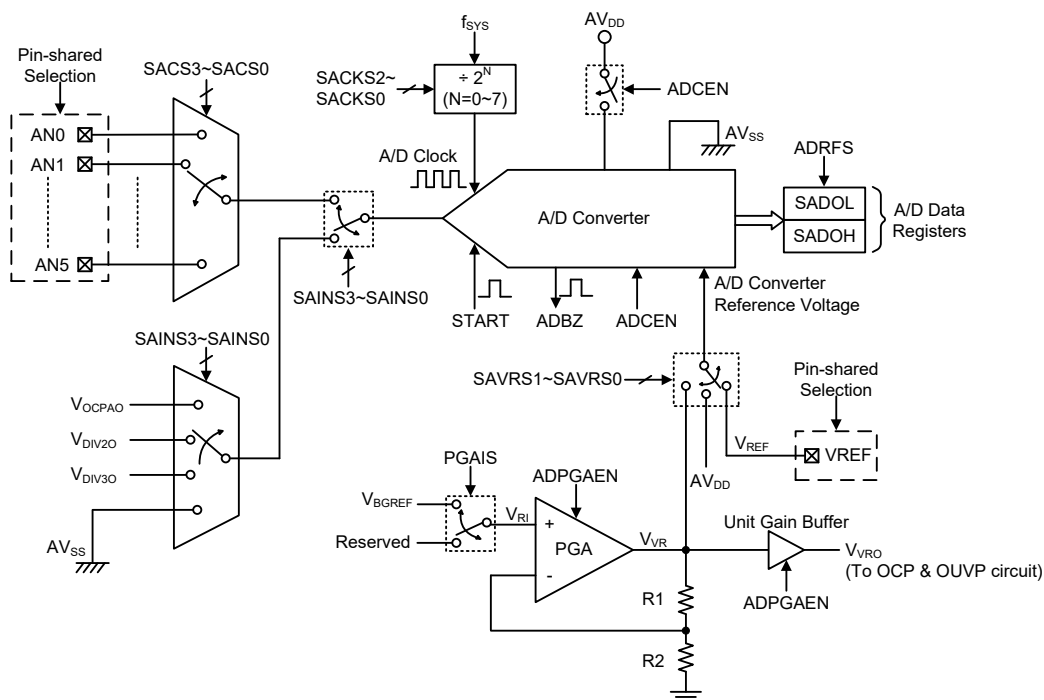 Pin-shared
Selection
AN0
AN1
AN5
SACS3~SACS0
fSYS
SACKS2~
SACKS0
÷ 2N
(N=0~7)
A/D Clock
AVDD
ADCEN
AVSS
A/D Converter
ADRFS
SADOL
SADOH
A/D Data
Registers
SAINS3~SAINS0
START
ADBZ
ADCEN
A/D Converter
Reference Voltage
SAINS3~SAINS0
VOCPAO
VDIV2O
VDIV3O
AVSS
SAVRS1~SAVRS0
Pin-shared
Selection
VREF
VREF
AVDD
PGAIS
VBGREF
Reserved
VRI
ADPGAEN
+
PGA
-
VVR
Unit Gain Buffer
VVRO
(To OCP & OUVP circuit)
ADPGAEN
R1
R2